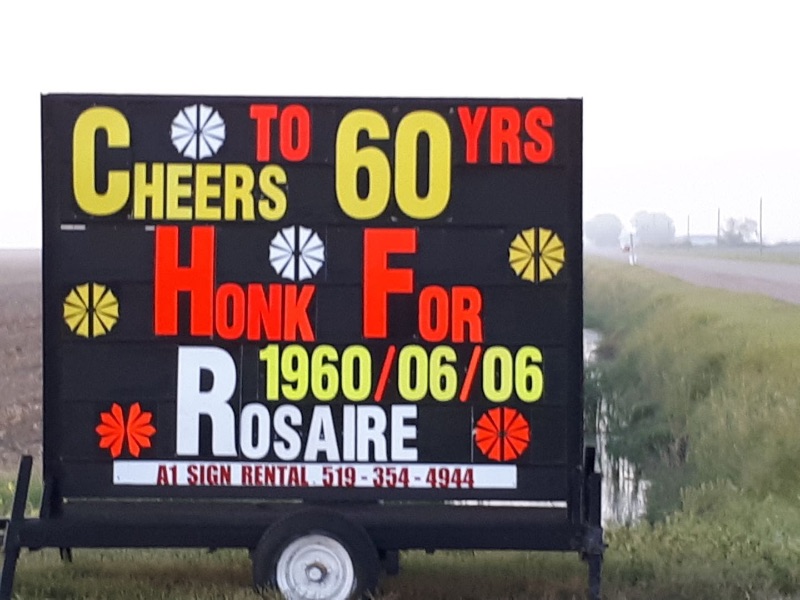 CHEERS TO 60 YRS
HONK FOR
ROSAIRE 1960/06/06
A1 SIGN RENTAL 519-354-4944